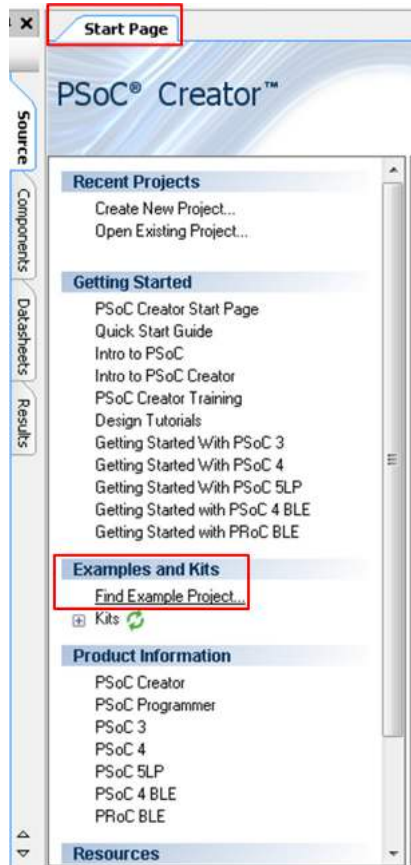 Start Page
PSoC® Creator™
Source
Components
Datasheets
Results
Recent Projects
Create New Project...
Open Existing Project...
Getting Started
PSoC Creator Start Page
Quick Start Guide
Intro to PSoC
Intro to PSoC Creator
PSoC Creator Training
Design Tutorials
Getting Started With PSoC 3
Getting Started With PSoC 4
Getting Started With PSoC 5LP
Getting Started with PSoC 4 BLE
Getting Started with PRoC BLE
Examples and Kits
Find Example Project...
Kits
Product Information
PSoC Creator
PSoC Programmer
PSoC 3
PSoC 4
PSoC 5LP
PSoC 4 BLE
PRoC BLE
Resources